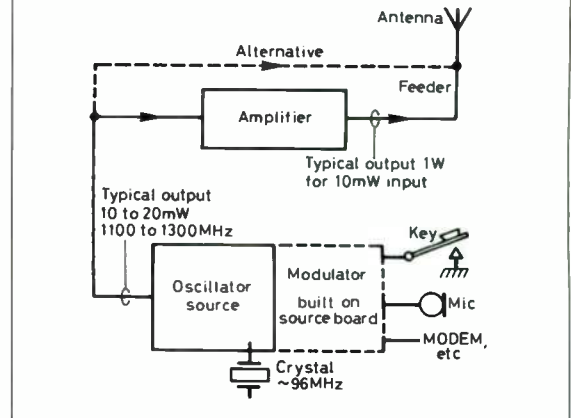 Antenna
Alternative
Feeder
Amplifier
Typical output 1W
for 10mW input
Typical output
10 to 20mW
1100 to 1300MHz
Key
Oscillator
source
Modulator
built on
source board
Mic
MODEM,
etc
Crystal
~96MHz